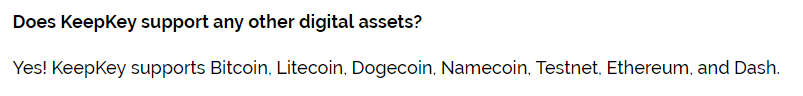 Does KeepKey support any other digital assets?
Yes! KeepKey supports Bitcoin, Litecoin, Dogecoin, Namecoin, Testnet, Ethereum, and Dash.